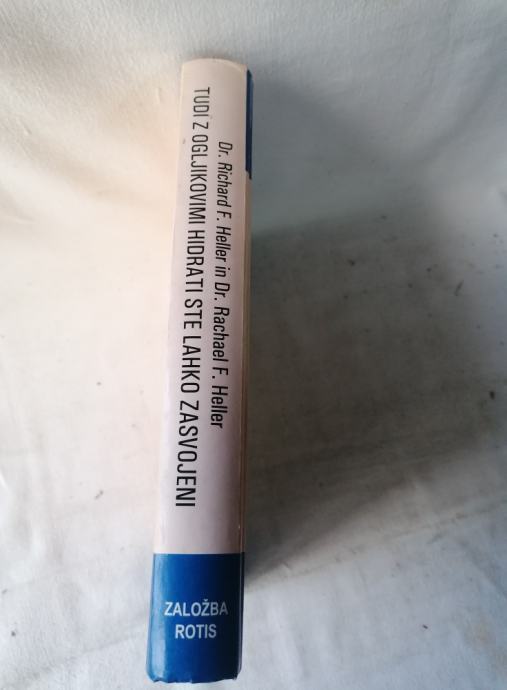 Dr. Richard F. Heller in Dr. Rachael F. Heller
TUDI Z OGLJIKOVIMI HIDRATI STE LAHKO ZASVOJENI
ZALOŽBA
ROTIS